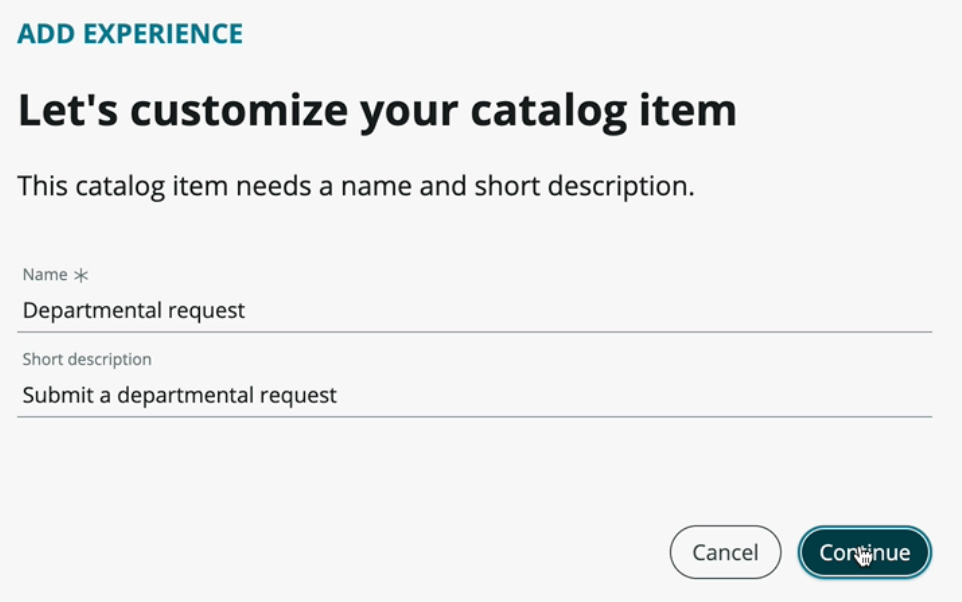 ADD EXPERIENCE
Let's customize your catalog item
This catalog item needs a name and short description.
Name *
Departmental request
Short description
Submit a departmental request
Cancel
Continue